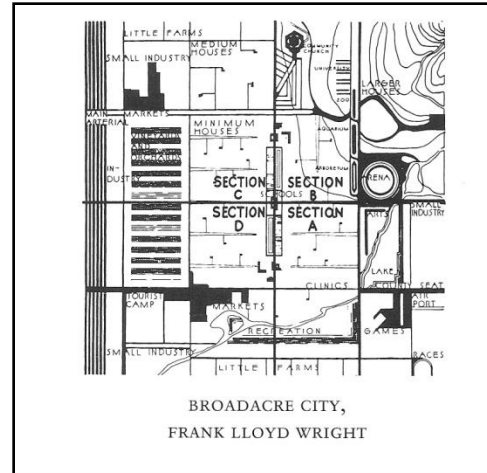 LITTLE FARMS
MEDIUM HOUSES
SMALL INDUSTRY
COMMUNITY CHURCH
UNIVERSITY
ZOO
LARGER HOUSES
MAIN ARTERIAL
MARKETS
MINIMUM HOUSES
VINEYARDS AND ORCHARDS
AQUARIUM
ARBORETUM
IN-DUSTRY
SECTION C
SECTION B
SCHOOLS
ARENA
SECTION D
SECTION A
ARTS
SMALL INDUSTRY
LAKE
CLINICS
COUNTY SEAT
TOURIST CAMP
MARKETS
AIR PORT
RECREATION
GAMES
SMALL INDUSTRY
LITTLE FARMS
RACES
BROADACRE CITY,
FRANK LLOYD WRIGHT